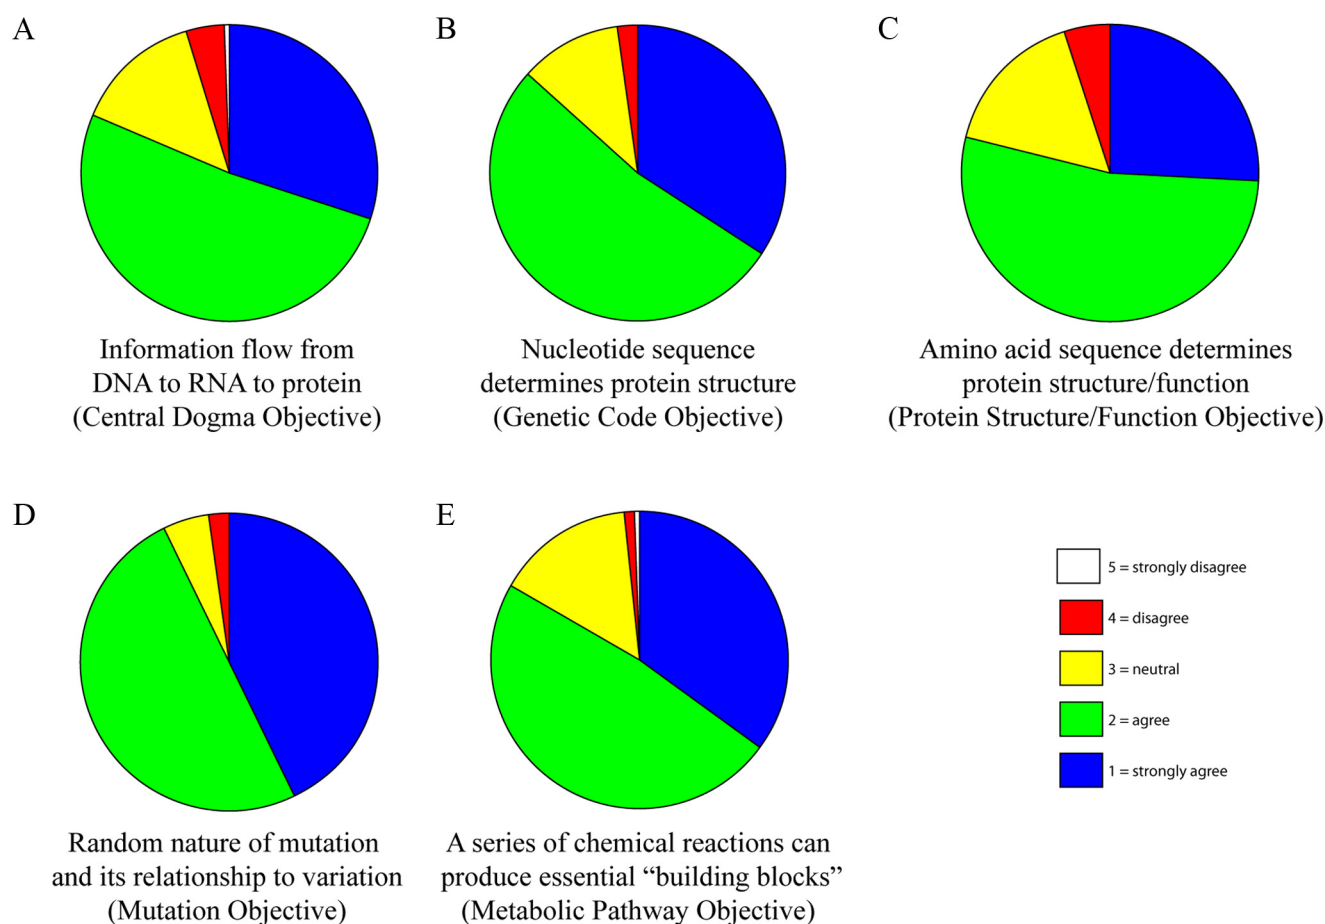 A
B
C
Information flow from
DNA to RNA to protein
(Central Dogma Objective)
Nucleotide sequence
determines protein structure
(Genetic Code Objective)
Amino acid sequence determines
protein structure/function
(Protein Structure/Function Objective)
D
E
Random nature of mutation
and its relationship to variation
(Mutation Objective)
A series of chemical reactions can
produce essential “building blocks”
(Metabolic Pathway Objective)
5 = strongly disagree
4 = disagree
3 = neutral
2 = agree
1 = strongly agree